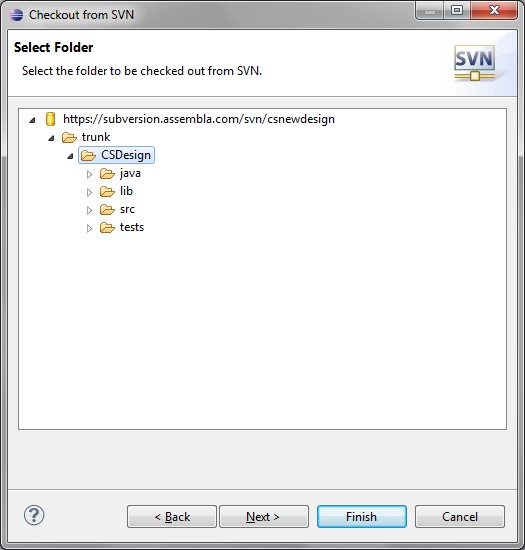 Checkout from SVN
Select Folder
Select the folder to be checked out from SVN.
SVN
https://subversion.assembla.com/svn/csnewdesign
trunk
CSDesign
java
lib
src
tests
?
< Back
Next >
Finish
Cancel